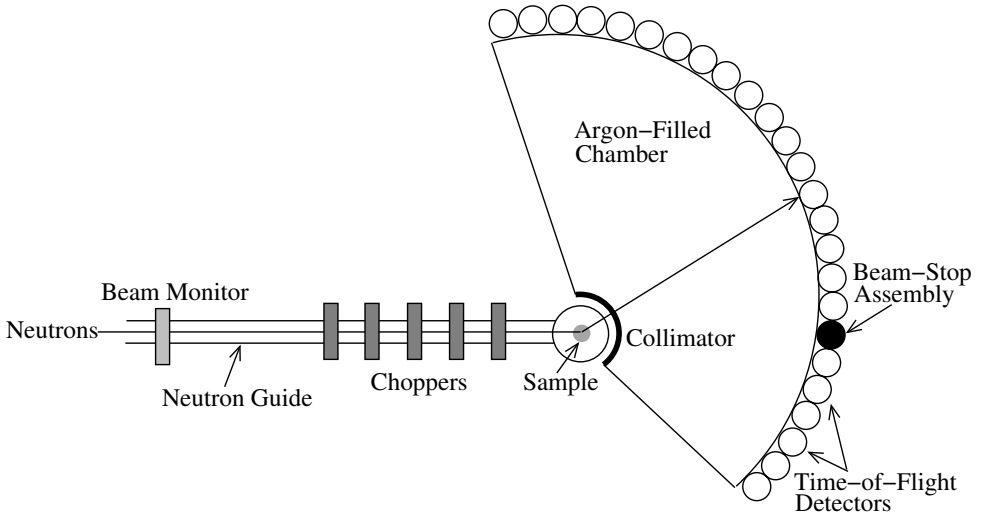 Argon−Filled
Chamber
Beam−Stop
Assembly
Beam Monitor
Neutrons
Collimator
Choppers
Sample
Neutron Guide
Time−of−Flight
Detectors